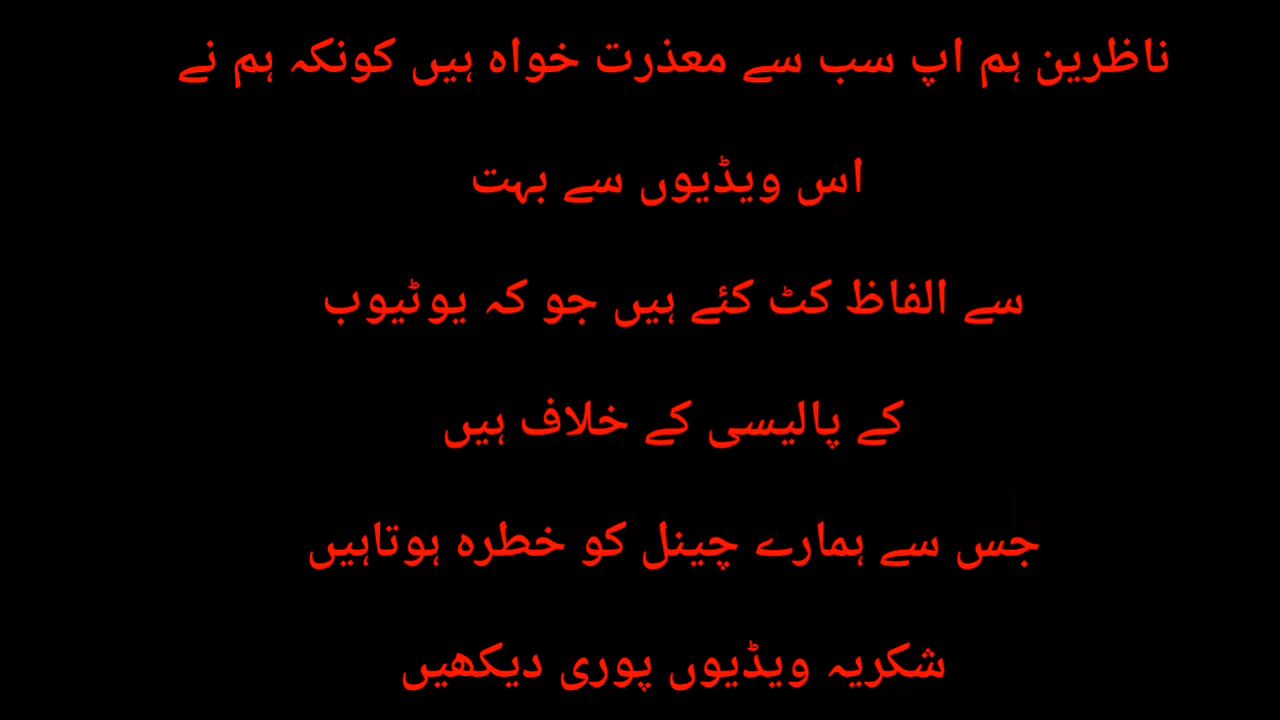 ناظرین ہم اپ سب سے معذرت خواہ ہیں کونکہ ہم نے
اس ویڈیوں سے بہت
سے الفاظ کٹ کئے ہیں جو کہ یوٹیوب
کے پالیسی کے خلاف ہیں
جس سے ہمارے چینل کو خطرہ ہوتاہیں
شکریہ ویڈیوں پوری دیکھیں